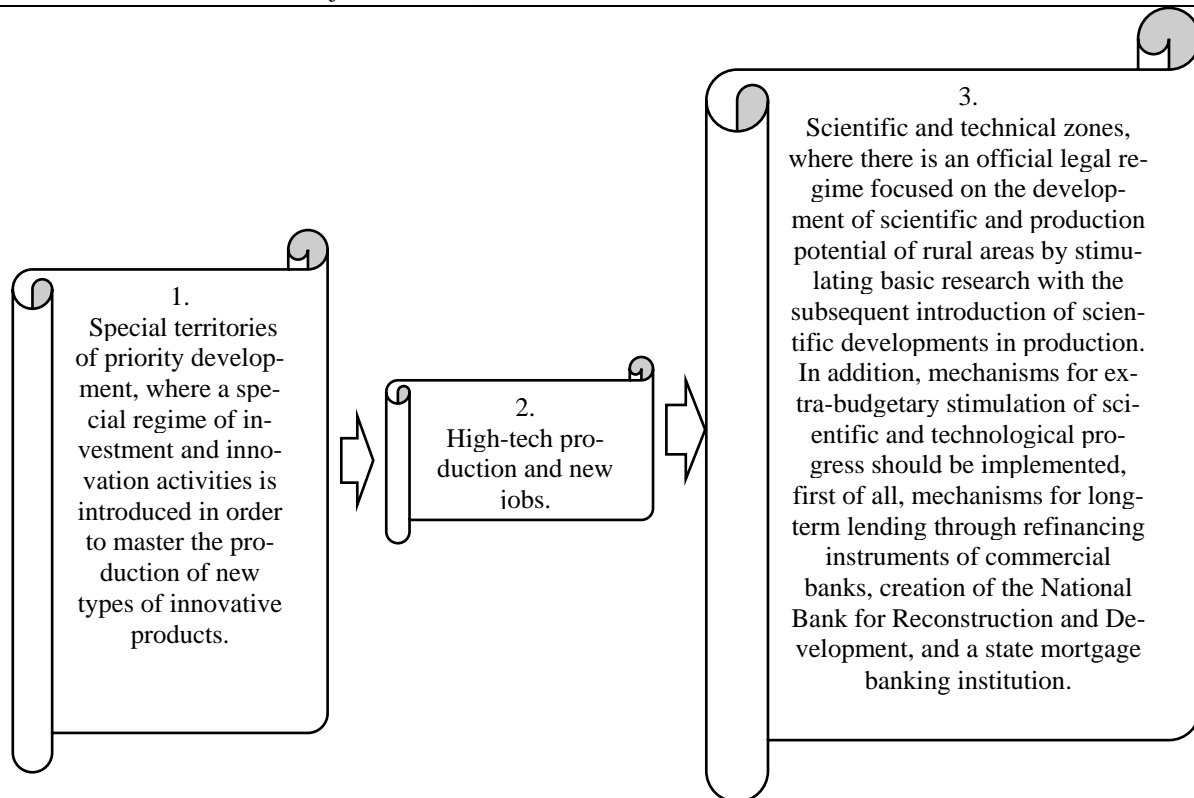 1.
Special territories
of priority develop-
ment, where a spe-
cial regime of in-
vestment and inno-
vation activities is
introduced in order
to master the pro-
duction of new
types of innovative
products.
2.
High-tech pro-
duction and new
jobs.
3.
Scientific and technical zones,
where there is an official legal re-
gime focused on the develop-
ment of scientific and production
potential of rural areas by stimu-
lating basic research with the
subsequent introduction of scien-
tific developments in production.
In addition, mechanisms for ex-
tra-budgetary stimulation of sci-
entific and technological pro-
gress should be implemented,
first of all, mechanisms for long-
term lending through refinancing
instruments of commercial
banks, creation of the National
Bank for Reconstruction and De-
velopment, and a state mortgage
banking institution.